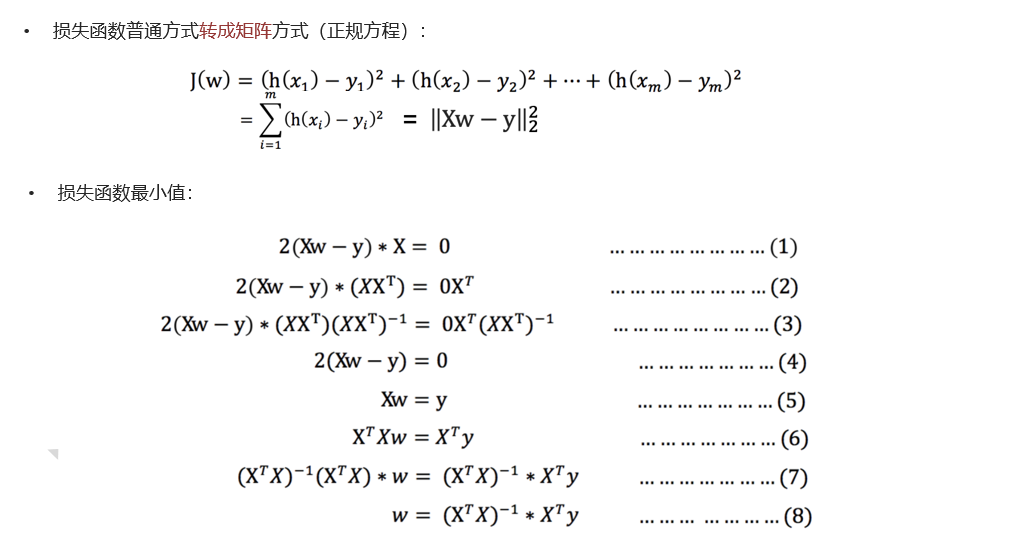 • 损失函数普通方式转成矩阵方式（正规方程）:
J(w) = (h(x₁) − y₁)² + (h(x₂) − y₂)² + ⋯ + (h(xₘ) − yₘ)²
= ∑ᵢ₌₁ᵐ (h(xᵢ) − yᵢ)² = ||Xw − y||₂²
• 损失函数最小值:
2(Xw − y) ∗ X = 0 … … … … … … … … (1)
2(Xw − y) ∗ (XXᵀ) = 0Xᵀ … … … … … … … … (2)
2(Xw − y) ∗ (XXᵀ)(XXᵀ)⁻¹ = 0Xᵀ(XXᵀ)⁻¹ … … … … … … … … (3)
2(Xw − y) = 0 … … … … … … … (4)
Xw = y … … … … … … … (5)
XᵀXw = Xᵀy … … … … … … … (6)
(XᵀX)⁻¹(XᵀX) ∗ w = (XᵀX)⁻¹ ∗ Xᵀy … … … … … … … (7)
w = (XᵀX)⁻¹ ∗ Xᵀy … … … … … … … (8)